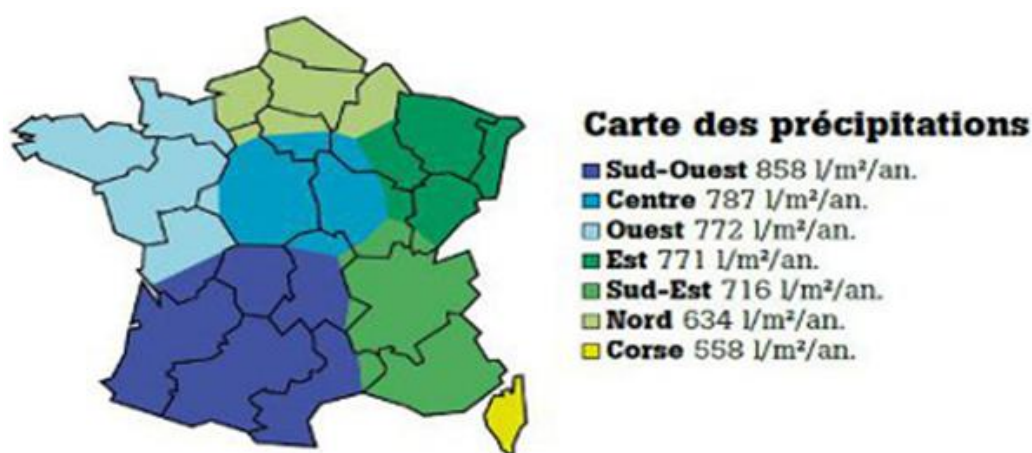 Carte des précipitations
Sud-Ouest 858 l/m²/an.
Centre 787 l/m²/an.
Ouest 772 l/m²/an.
Est 771 l/m²/an.
Sud-Est 716 l/m²/an.
Nord 634 l/m²/an.
Corse 558 l/m²/an.